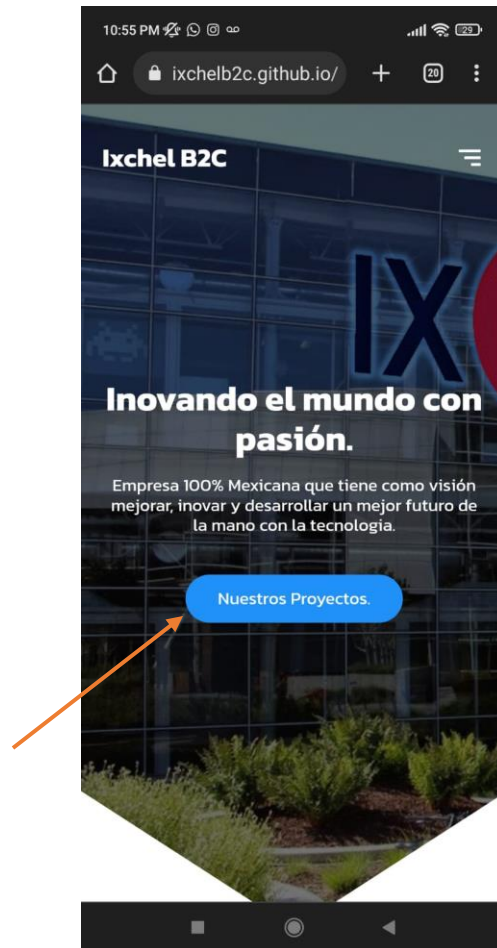 10:55 PM
29
ixchelb2c.github.io/
20
Ixchel B2C
IX
Inovando el mundo con
pasión.
Empresa 100% Mexicana que tiene como visión
mejorar, inovar y desarrollar un mejor futuro de
la mano con la tecnologia.
Nuestros Proyectos.